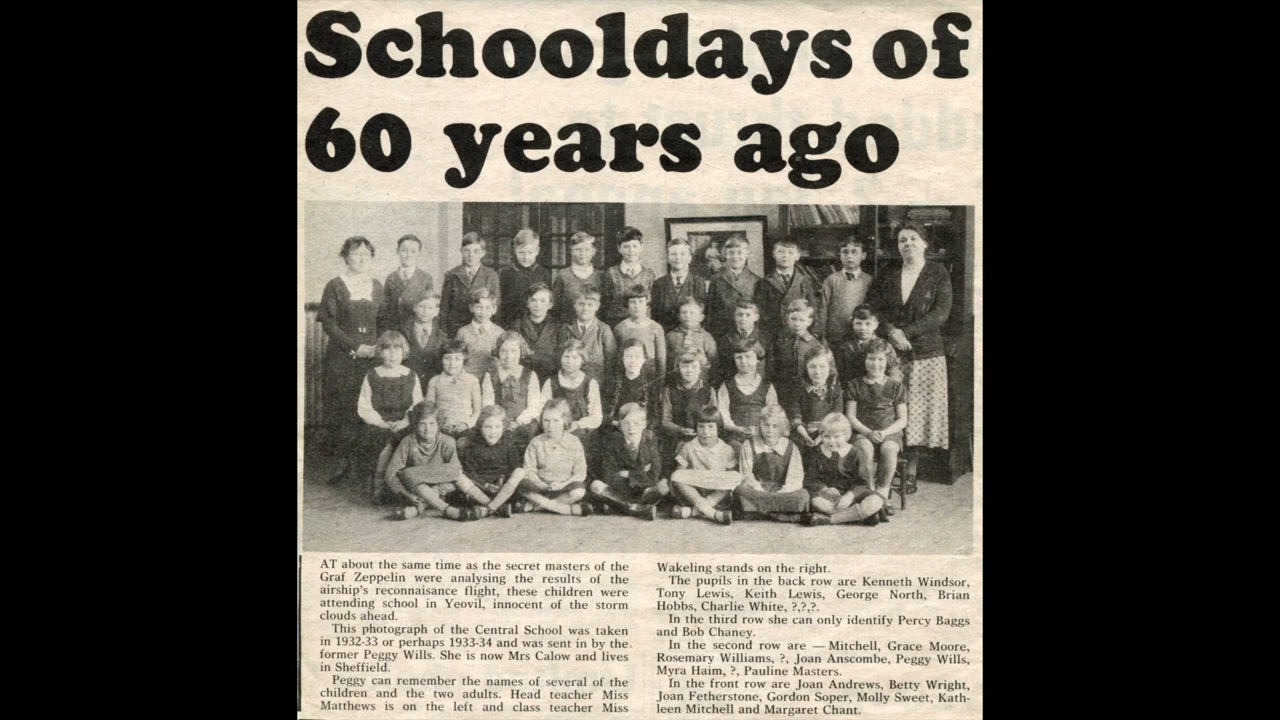 Schooldays of
60 years ago
AT about the same time as the secret masters of the
Graf Zeppelin were analysing the results of the
airship's reconnaisance flight, these children were
attending school in Yeovil, innocent of the storm
clouds ahead.
This photograph of the Central School was taken
in 1932-33 or perhaps 1933-34 and was sent in by the
former Peggy Wills. She is now Mrs Calow and lives
in Sheffield.
Peggy can remember the names of several of the
children and the two adults. Head teacher Miss
Matthews is on the left and class teacher Miss
Wakeling stands on the right.
The pupils in the back row are Kenneth Windsor,
Tony Lewis, Keith Lewis, George North, Brian
Hobbs, Charlie White, ?,?,?.
In the third row she can only identify Percy Baggs
and Bob Chaney.
In the second row are — Mitchell, Grace Moore,
Rosemary Williams, ?, Joan Anscombe, Peggy Wills,
Myra Haim, ?, Pauline Masters.
In the front row are Joan Andrews, Betty Wright,
Joan Fetherstone, Gordon Soper, Molly Sweet, Kath-
leen Mitchell and Margaret Chant.